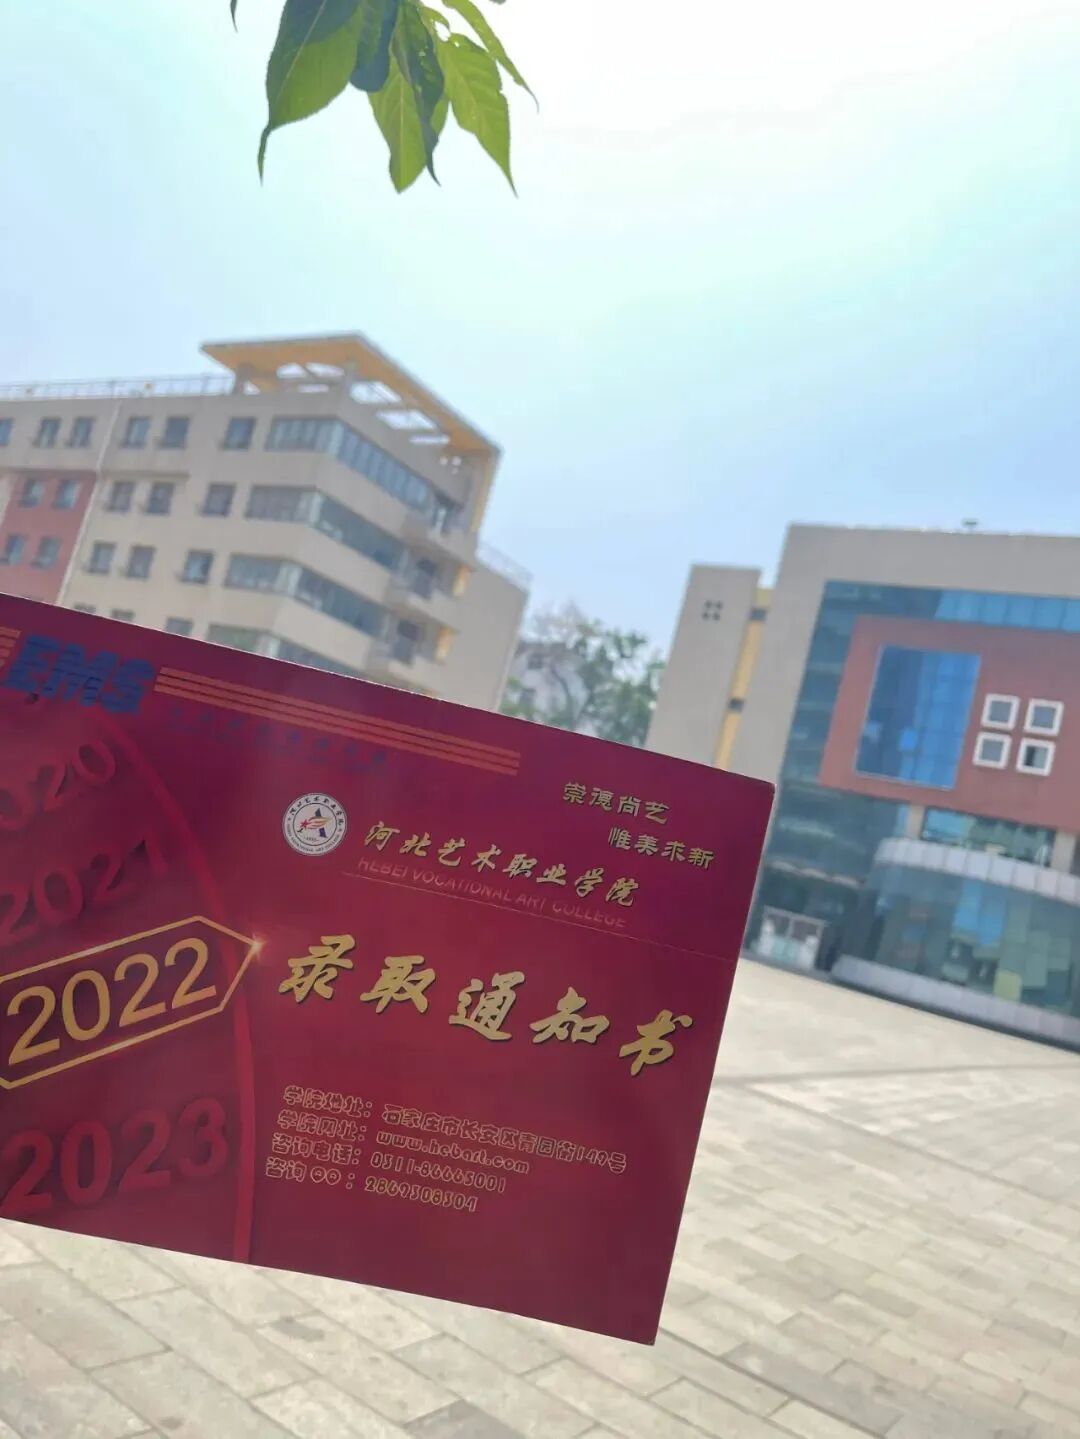 EMS
崇德尚艺
惟美求新
河北艺术职业学院
HEBEI VOCATIONAL ART COLLEGE
录取通知书
2020
2021
2022
2023
学院地址：石家庄市长安区青园街149号
学院网址：www.hebart.com
咨询电话：0311-86665001
咨询QQ：2869308304